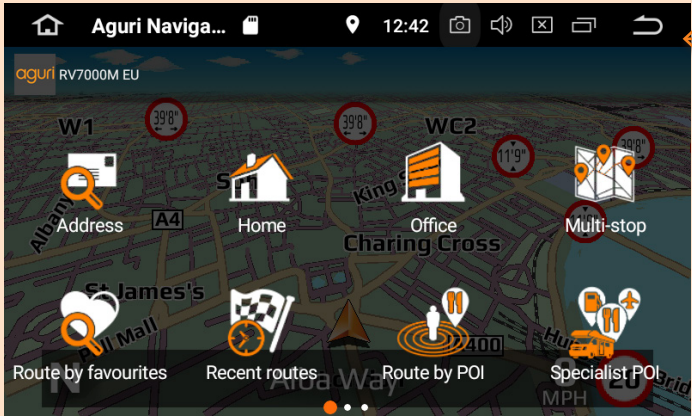 Aguri Naviga...
12:42
aguri RV7000M EU
W1
39'8"
39'8"
WC2
11'9"
39'8"
Address
Home
Office
Multi-stop
A4
King S
Albany
Charing Cross
St James's
Pall Mall
A400
Route by favourites
Recent routes
Route by POI
Specialist POI
N
Way
MPH
20